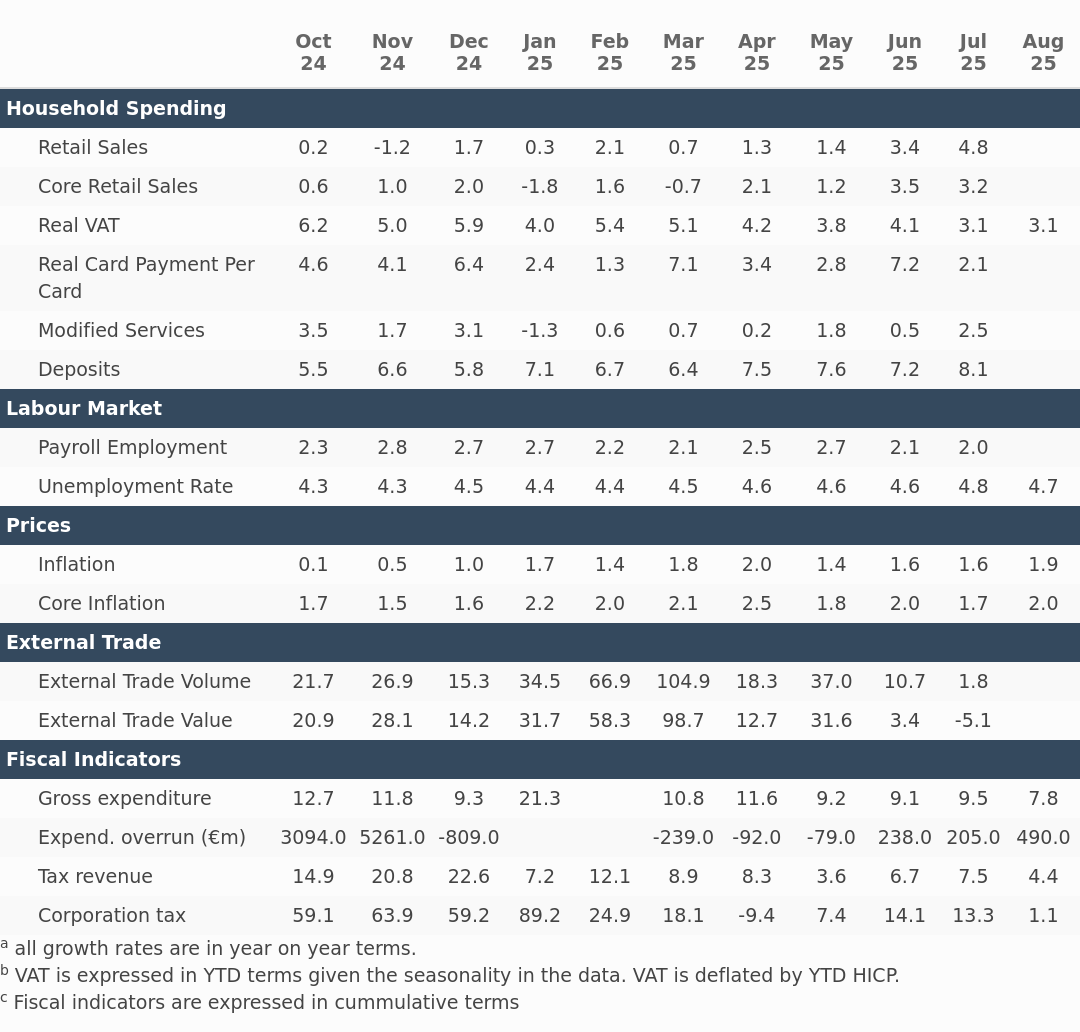 Oct 24 Nov 24 Dec 24 Jan 25 Feb 25 Mar 25 Apr 25 May 25 Jun 25 Jul 25 Aug 25
Household Spending
Retail Sales 0.2 -1.2 1.7 0.3 2.1 0.7 1.3 1.4 3.4 4.8
Core Retail Sales 0.6 1.0 2.0 -1.8 1.6 -0.7 2.1 1.2 3.5 3.2
Real VAT 6.2 5.0 5.9 4.0 5.4 5.1 4.2 3.8 4.1 3.1 3.1
Real Card Payment Per Card 4.6 4.1 6.4 2.4 1.3 7.1 3.4 2.8 7.2 2.1
Modified Services 3.5 1.7 3.1 -1.3 0.6 0.7 0.2 1.8 0.5 2.5
Deposits 5.5 6.6 5.8 7.1 6.7 6.4 7.5 7.6 7.2 8.1
Labour Market
Payroll Employment 2.3 2.8 2.7 2.7 2.2 2.1 2.5 2.7 2.1 2.0
Unemployment Rate 4.3 4.3 4.5 4.4 4.4 4.5 4.6 4.6 4.6 4.8 4.7
Prices
Inflation 0.1 0.5 1.0 1.7 1.4 1.8 2.0 1.4 1.6 1.6 1.9
Core Inflation 1.7 1.5 1.6 2.2 2.0 2.1 2.5 1.8 2.0 1.7 2.0
External Trade
External Trade Volume 21.7 26.9 15.3 34.5 66.9 104.9 18.3 37.0 10.7 1.8
External Trade Value 20.9 28.1 14.2 31.7 58.3 98.7 12.7 31.6 3.4 -5.1
Fiscal Indicators
Gross expenditure 12.7 11.8 9.3 21.3 10.8 11.6 9.2 9.1 9.5 7.8
Expend. overrun (€m) 3094.0 5261.0 -809.0 -239.0 -92.0 -79.0 238.0 205.0 490.0
Tax revenue 14.9 20.8 22.6 7.2 12.1 8.9 8.3 3.6 6.7 7.5 4.4
Corporation tax 59.1 63.9 59.2 89.2 24.9 18.1 -9.4 7.4 14.1 13.3 1.1
a all growth rates are in year on year terms.
b VAT is expressed in YTD terms given the seasonality in the data. VAT is deflated by YTD HICP.
c Fiscal indicators are expressed in cummulative terms